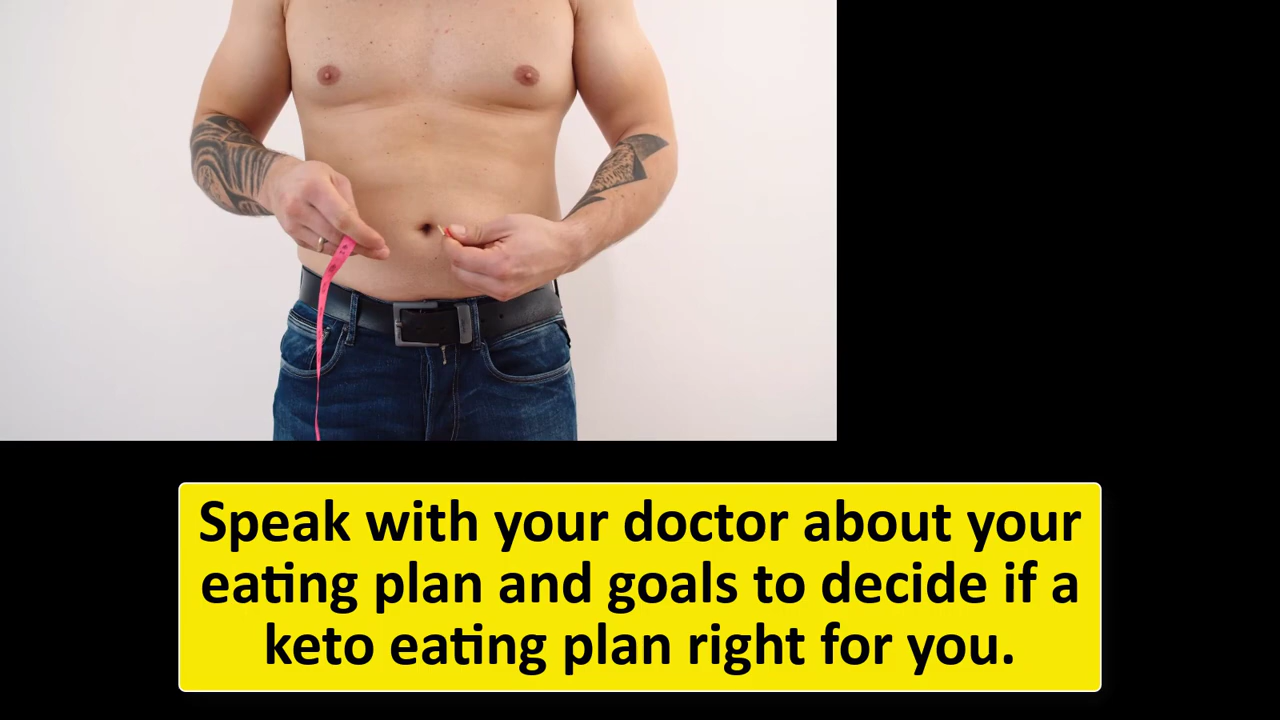 Speak with your doctor about your
eating plan and goals to decide if a
keto eating plan right for you.